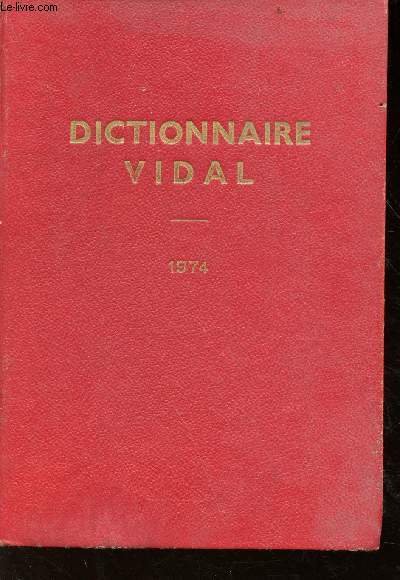 Le-livre.com
DICTIONNAIRE
VIDAL
1974